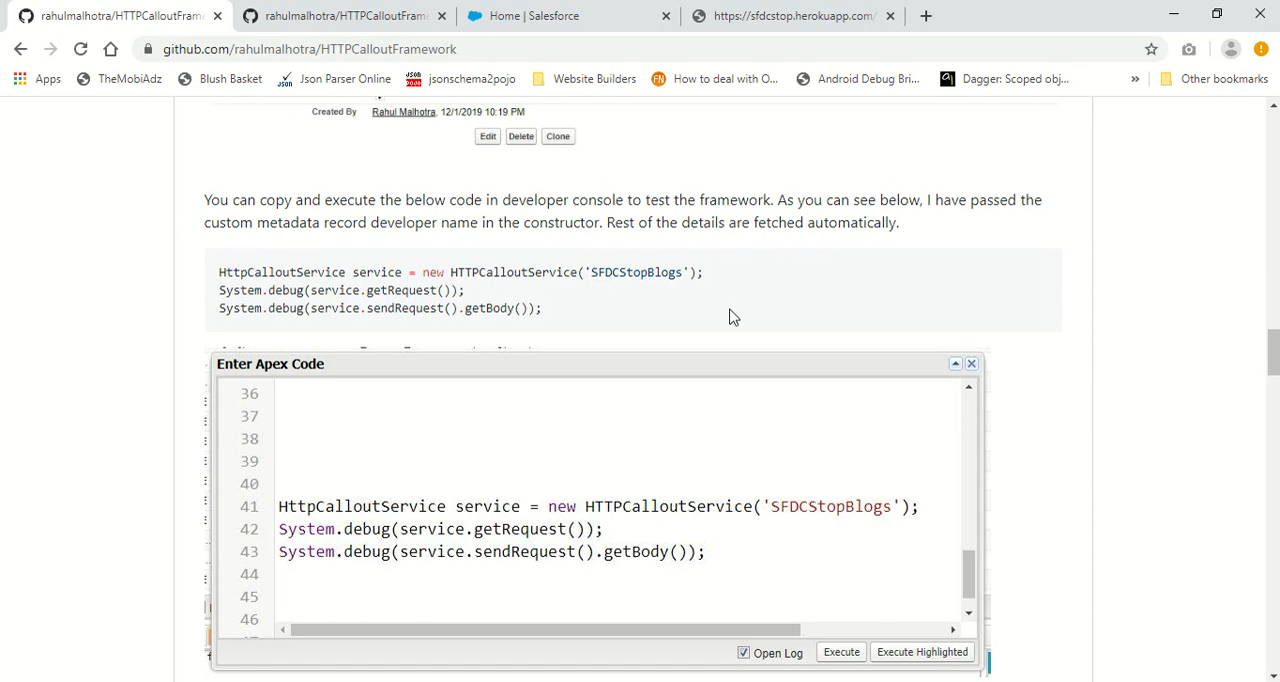 rahulmalhotra/HTTPCalloutFrame
rahulmalhotra/HTTPCalloutFrame
Home | Salesforce
https://sfdcstop.herokuapp.com/
github.com/rahulmalhotra/HTTPCalloutFramework
Apps
TheMobiAdz
Blush Basket
Json Parser Online
jsonschema2pojo
Website Builders
How to deal with O...
Android Debug Bri...
Dagger: Scoped obj...
»
Other bookmarks
Created By Rahul Malhotra, 12/1/2019 10:19 PM
Edit Delete Clone
You can copy and execute the below code in developer console to test the framework. As you can see below, I have passed the
custom metadata record developer name in the constructor. Rest of the details are fetched automatically.
HttpCalloutService service = new HTTPCalloutService('SFDCStopBlogs');
System.debug(service.getRequest());
System.debug(service.sendRequest().getBody());
Enter Apex Code
36
37
38
39
40
41 HttpCalloutService service = new HTTPCalloutService('SFDCStopBlogs');
42 System.debug(service.getRequest());
43 System.debug(service.sendRequest().getBody());
44
45
46
Open Log Execute Execute Highlighted